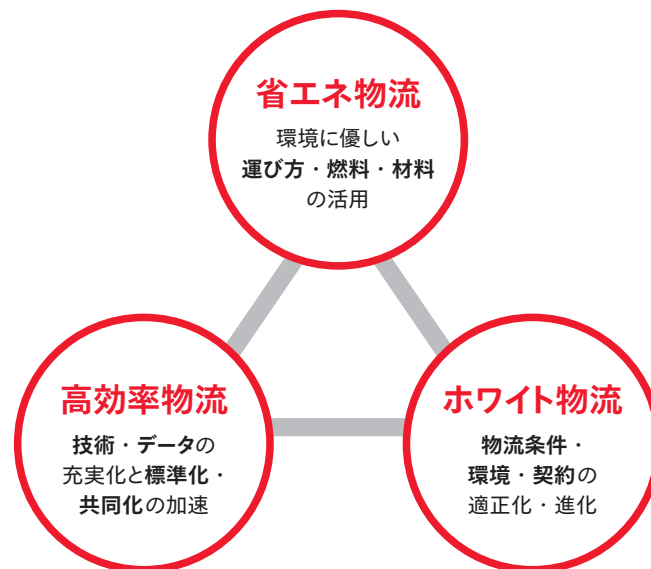 省エネ物流
環境に優しい
運び方・燃料・材料
の活用
高効率物流
技術・データの
充実化と標準化・
共同化の加速
ホワイト物流
物流条件・
環境・契約の
適正化・進化